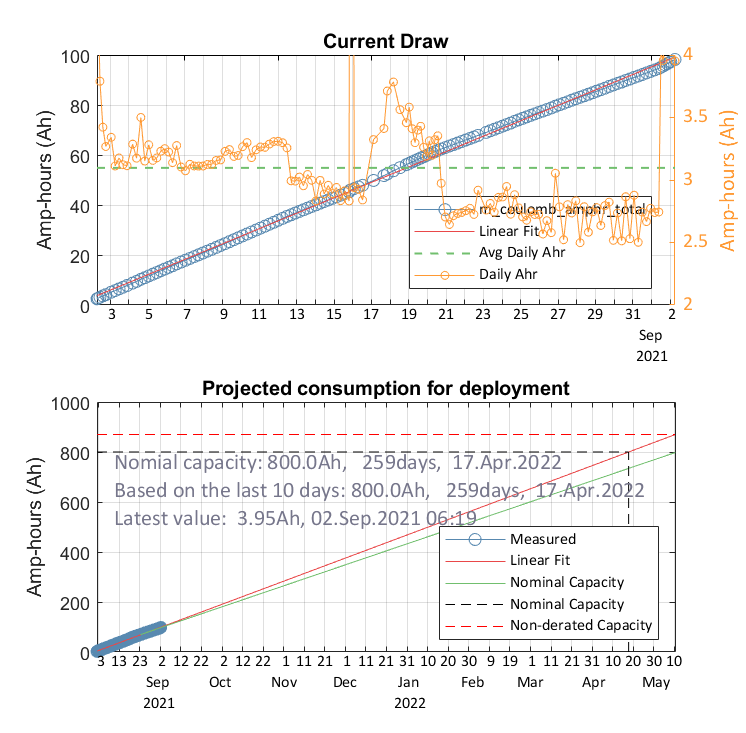 Current Draw
100
80
60
40
20
0
Amp-hours (Ah)
4
3.5
3
2.5
2
Amp-hours (Ah)
m_coulomb_amphr_total
Linear Fit
Avg Daily Ahr
Daily Ahr
3 5 7 9 11 13 15 17 19 21 23 25 27 29 31 2
Sep
2021
Projected consumption for deployment
1000
800
600
400
200
0
Amp-hours (Ah)
Nomial capacity: 800.0Ah, 259days, 17.Apr.2022
Based on the last 10 days: 800.0Ah, 259days, 17.Apr.2022
Latest value: 3.95Ah, 02.Sep.2021 06:19
Measured
Linear Fit
Nominal Capacity
Nominal Capacity
Non-derated Capacity
3 13 23 2 12 22 2 12 22 1 11 21 1 11 21 31 10 20 30 9 19 1 11 21 31 10 20 30 10
Sep Oct Nov Dec Jan Feb Mar Apr May
2021 2022